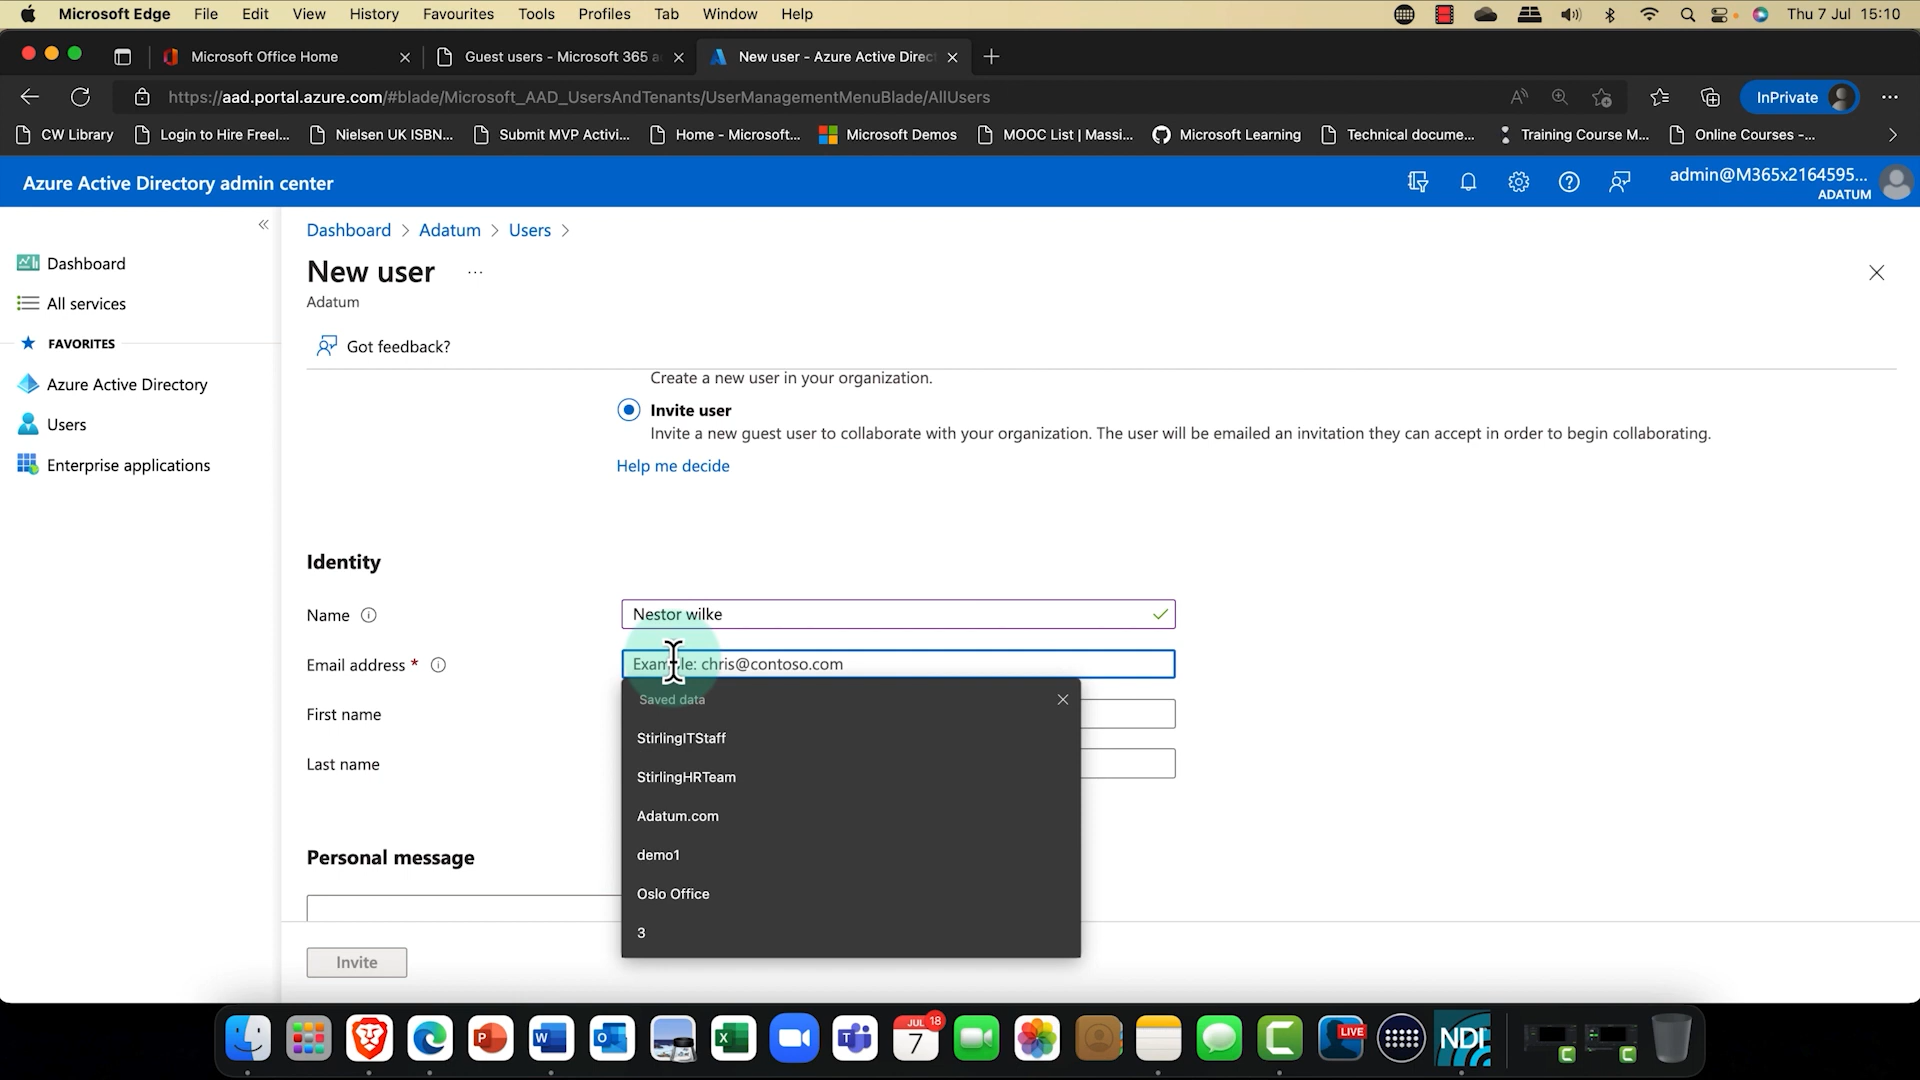 Microsoft Edge File Edit View History Favourites Tools Profiles Tab Window Help Thu 7 Jul 15:10
Microsoft Office Home Guest users - Microsoft 365 a New user - Azure Active Direc
https://aad.portal.azure.com/#blade/Microsoft_AAD_UsersAndTenants/UserManagementMenuBlade/AllUsers InPrivate
CW Library Login to Hire Freel... Nielsen UK ISBN... Submit MVP Activi... Home - Microsoft... Microsoft Demos MOOC List | Massi... Microsoft Learning Technical docume... Training Course M... Online Courses -...
Azure Active Directory admin center
admin@M365x2164595...
ADATUM
Dashboard
All services
FAVORITES
Azure Active Directory
Users
Enterprise applications
Dashboard > Adatum > Users >
New user ...
Adatum
Got feedback?
Create a new user in your organization.
Invite user
Invite a new guest user to collaborate with your organization. The user will be emailed an invitation they can accept in order to begin collaborating.
Help me decide
Identity
Name Nestor wilke
Email address * Example: chris@contoso.com
First name
Last name
Saved data
StirlingITStaff
StirlingHRTeam
Adatum.com
demo1
Oslo Office
3
Personal message
Invite
JUL 18
7
LIVE
NDI